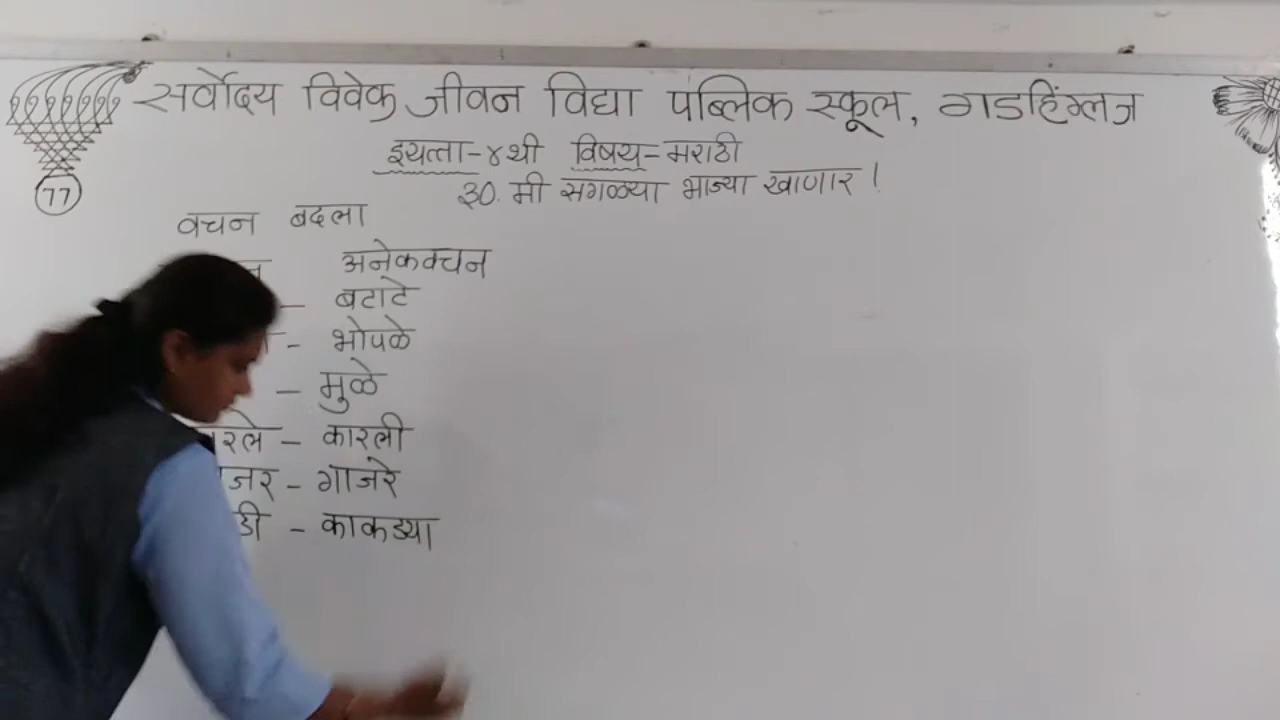 सर्वोदय विवेक जीवन विद्या पब्लिक स्कूल, गडहिंग्लज
इयत्ता-४थी विषय-मराठी
30. मी सगळ्या भाज्या खाणार!
77
वचन बदला
अनेकवचन
– बटाटे
- भोपळे
– मुळे
रले – कारली
जर – गाजरे
डी - काकड्या